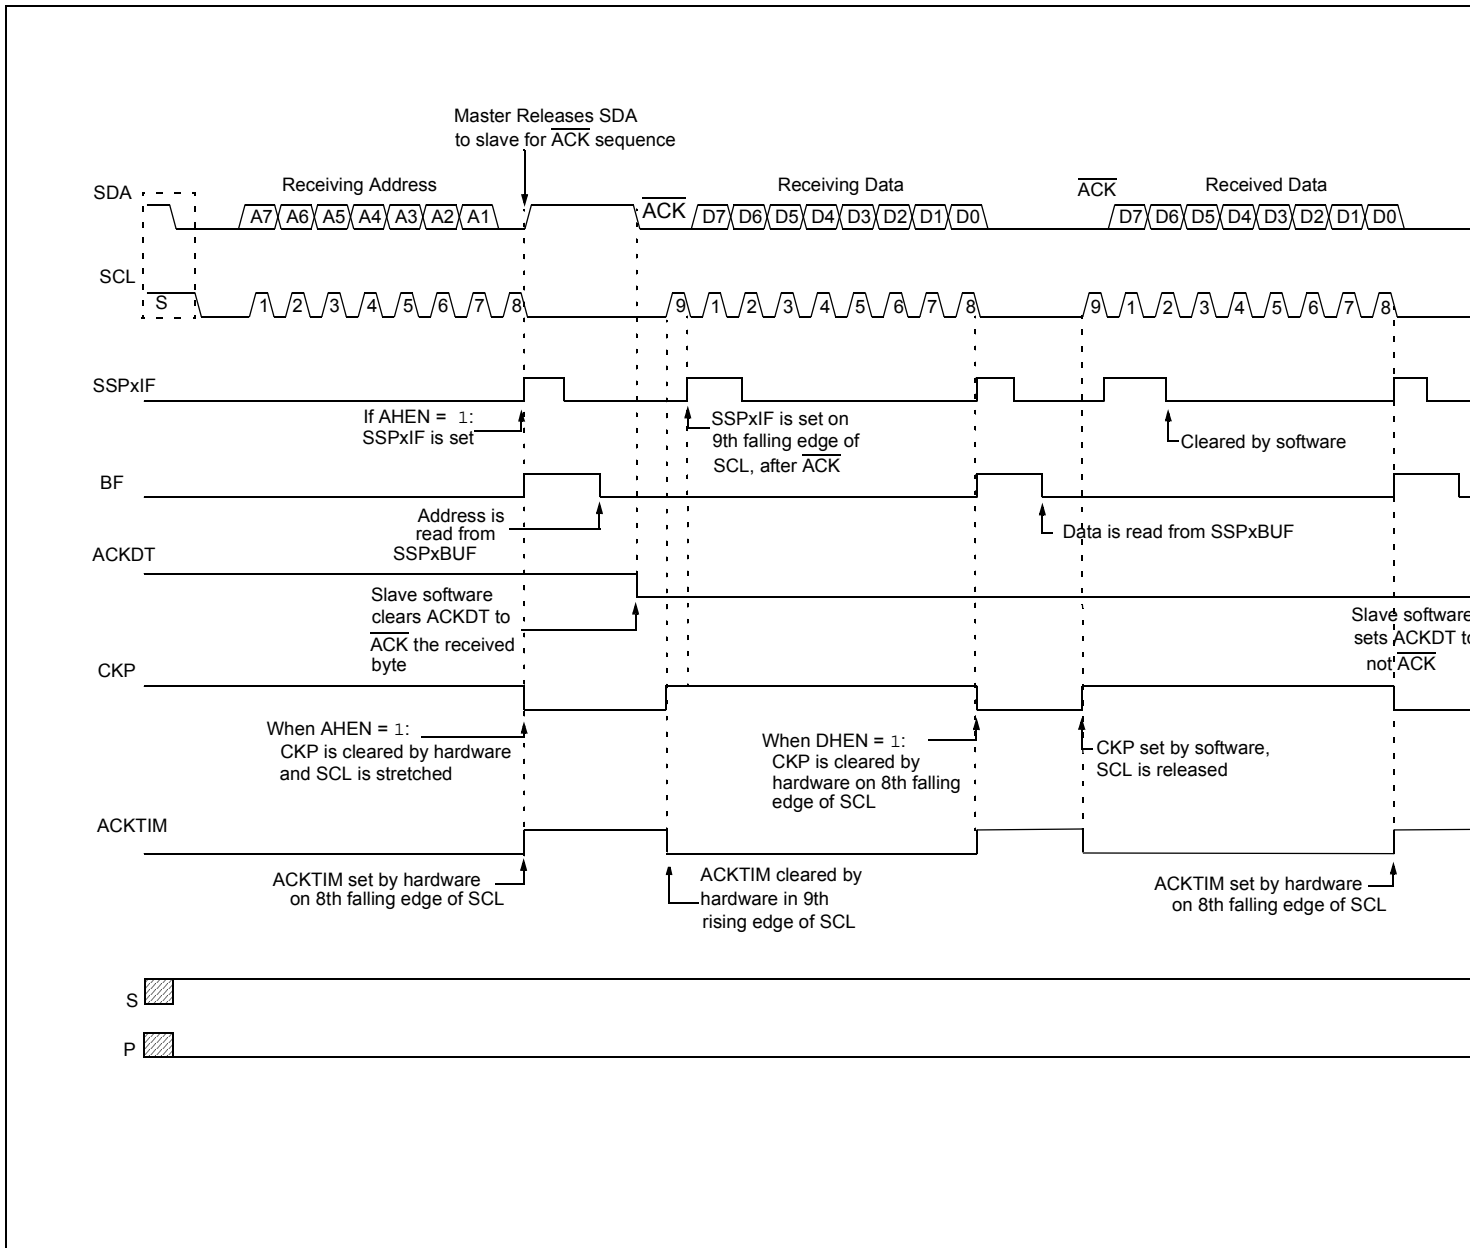 Master Releases SDA
to slave for ACK sequence
SDA
Receiving Address
ACK
Receiving Data
ACK
Received Data
A7 A6 A5 A4 A3 A2 A1
D7 D6 D5 D4 D3 D2 D1 D0
D7 D6 D5 D4 D3 D2 D1 D0
SCL
S
1 2 3 4 5 6 7 8
9 1 2 3 4 5 6 7 8
9 1 2 3 4 5 6 7 8
SSPxIF
If AHEN = 1:
SSPxIF is set
SSPxIF is set on
9th falling edge of
SCL, after ACK
Cleared by software
BF
Address is
read from
SSPxBUF
Data is read from SSPxBUF
ACKDT
Slave software
clears ACKDT to
ACK the received
byte
Slave software
sets ACKDT to
not ACK
CKP
When AHEN = 1:
CKP is cleared by hardware
and SCL is stretched
When DHEN = 1:
CKP is cleared by
hardware on 8th falling
edge of SCL
CKP set by software,
SCL is released
ACKTIM
ACKTIM set by hardware
on 8th falling edge of SCL
ACKTIM cleared by
hardware in 9th
rising edge of SCL
ACKTIM set by hardware
on 8th falling edge of SCL
S
P